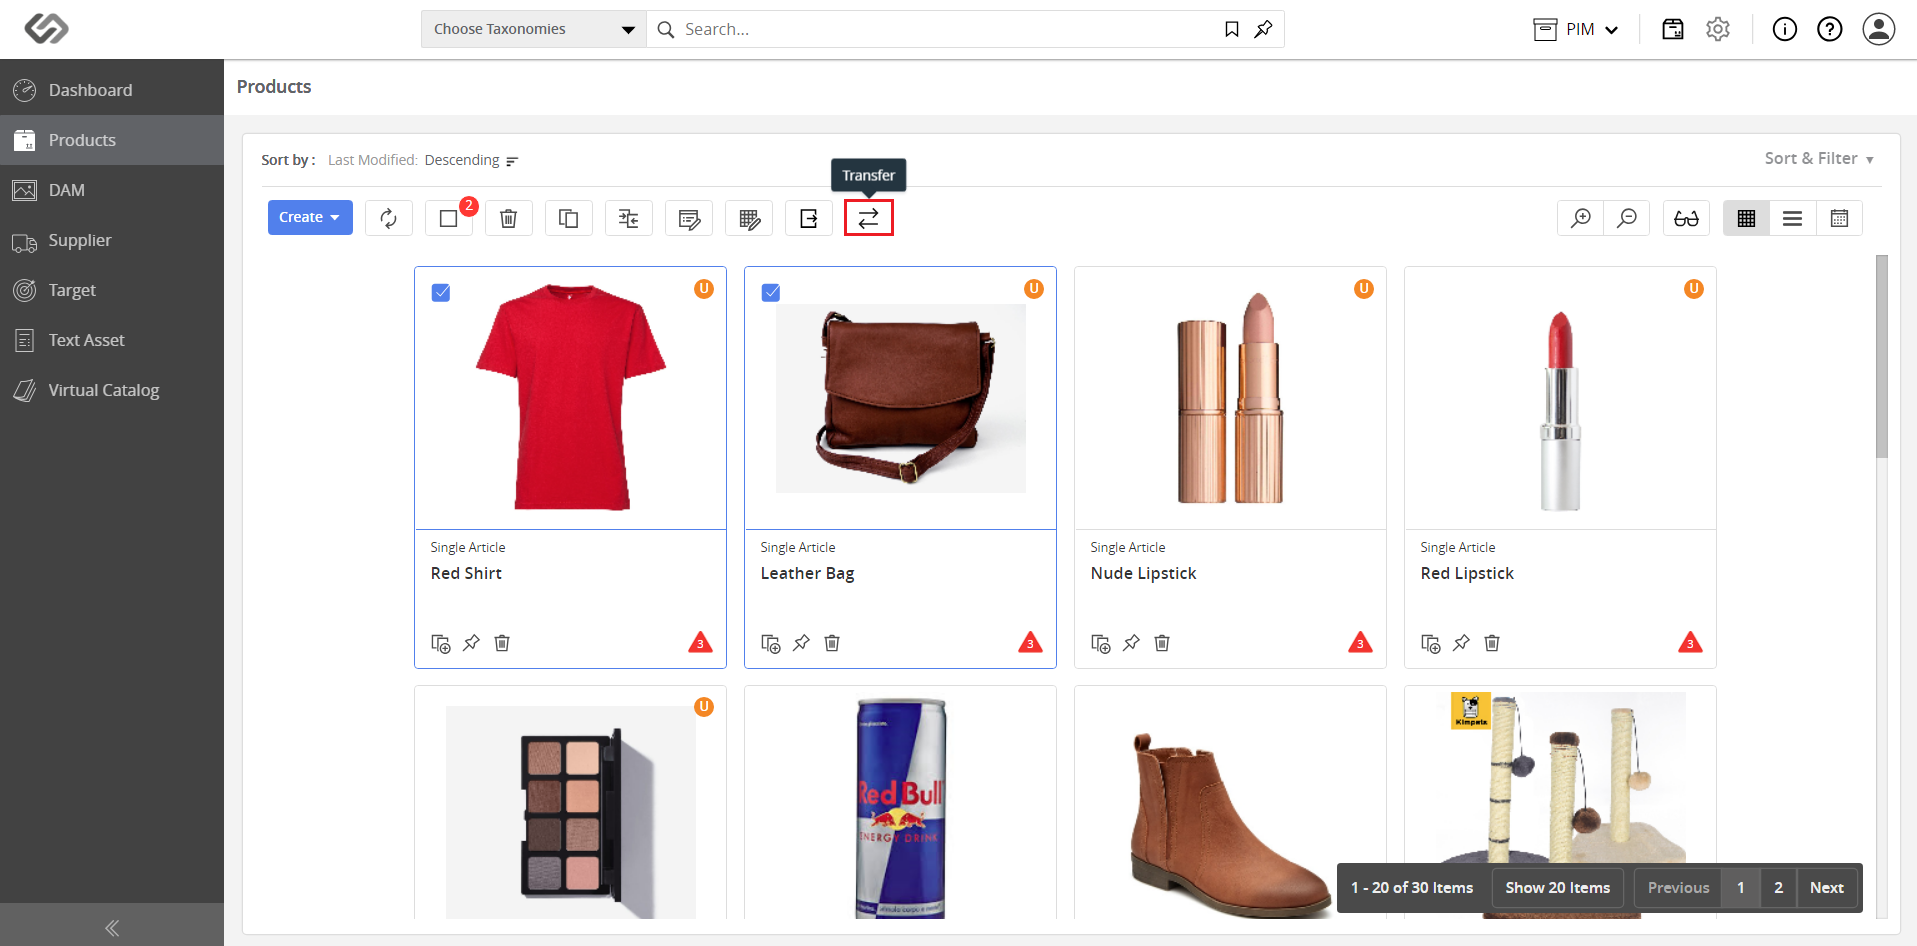 Choose Taxonomies
Search...
PIM
Dashboard
Products
DAM
Supplier
Target
Text Asset
Virtual Catalog
Products
Sort by : Last Modified: Descending
Sort & Filter
Transfer
Create
2
U
U
U
U
Single Article
Red Shirt
3
Single Article
Leather Bag
3
Single Article
Nude Lipstick
3
Single Article
Red Lipstick
3
U
Red Bull
ENERGY DRINK
Kimpets
1 - 20 of 30 Items
Show 20 Items
Previous
1
2
Next